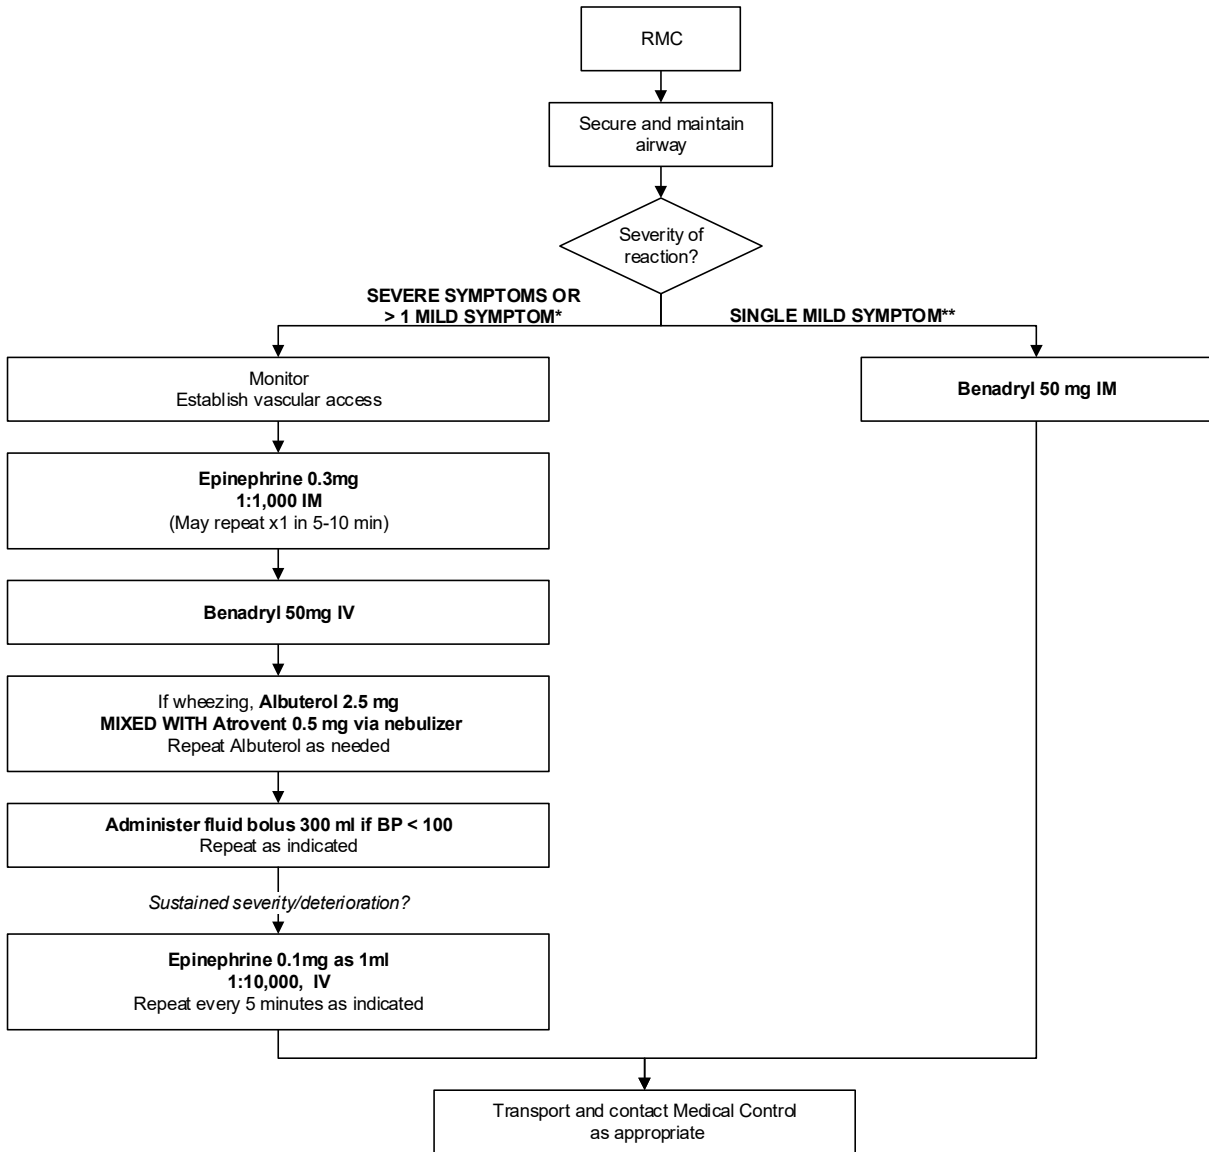 RMC
Secure and maintain
airway
Severity of
reaction?
SEVERE SYMPTOMS OR
> 1 MILD SYMPTOM*
SINGLE MILD SYMPTOM**
Monitor
Establish vascular access
Benadryl 50 mg IM
Epinephrine 0.3mg
1:1,000 IM
(May repeat x1 in 5-10 min)
Benadryl 50mg IV
If wheezing, Albuterol 2.5 mg
MIXED WITH Atrovent 0.5 mg via nebulizer
Repeat Albuterol as needed
Administer fluid bolus 300 ml if BP < 100
Repeat as indicated
Sustained severity/deterioration?
Epinephrine 0.1mg as 1ml
1:10,000, IV
Repeat every 5 minutes as indicated
Transport and contact Medical Control
as appropriate